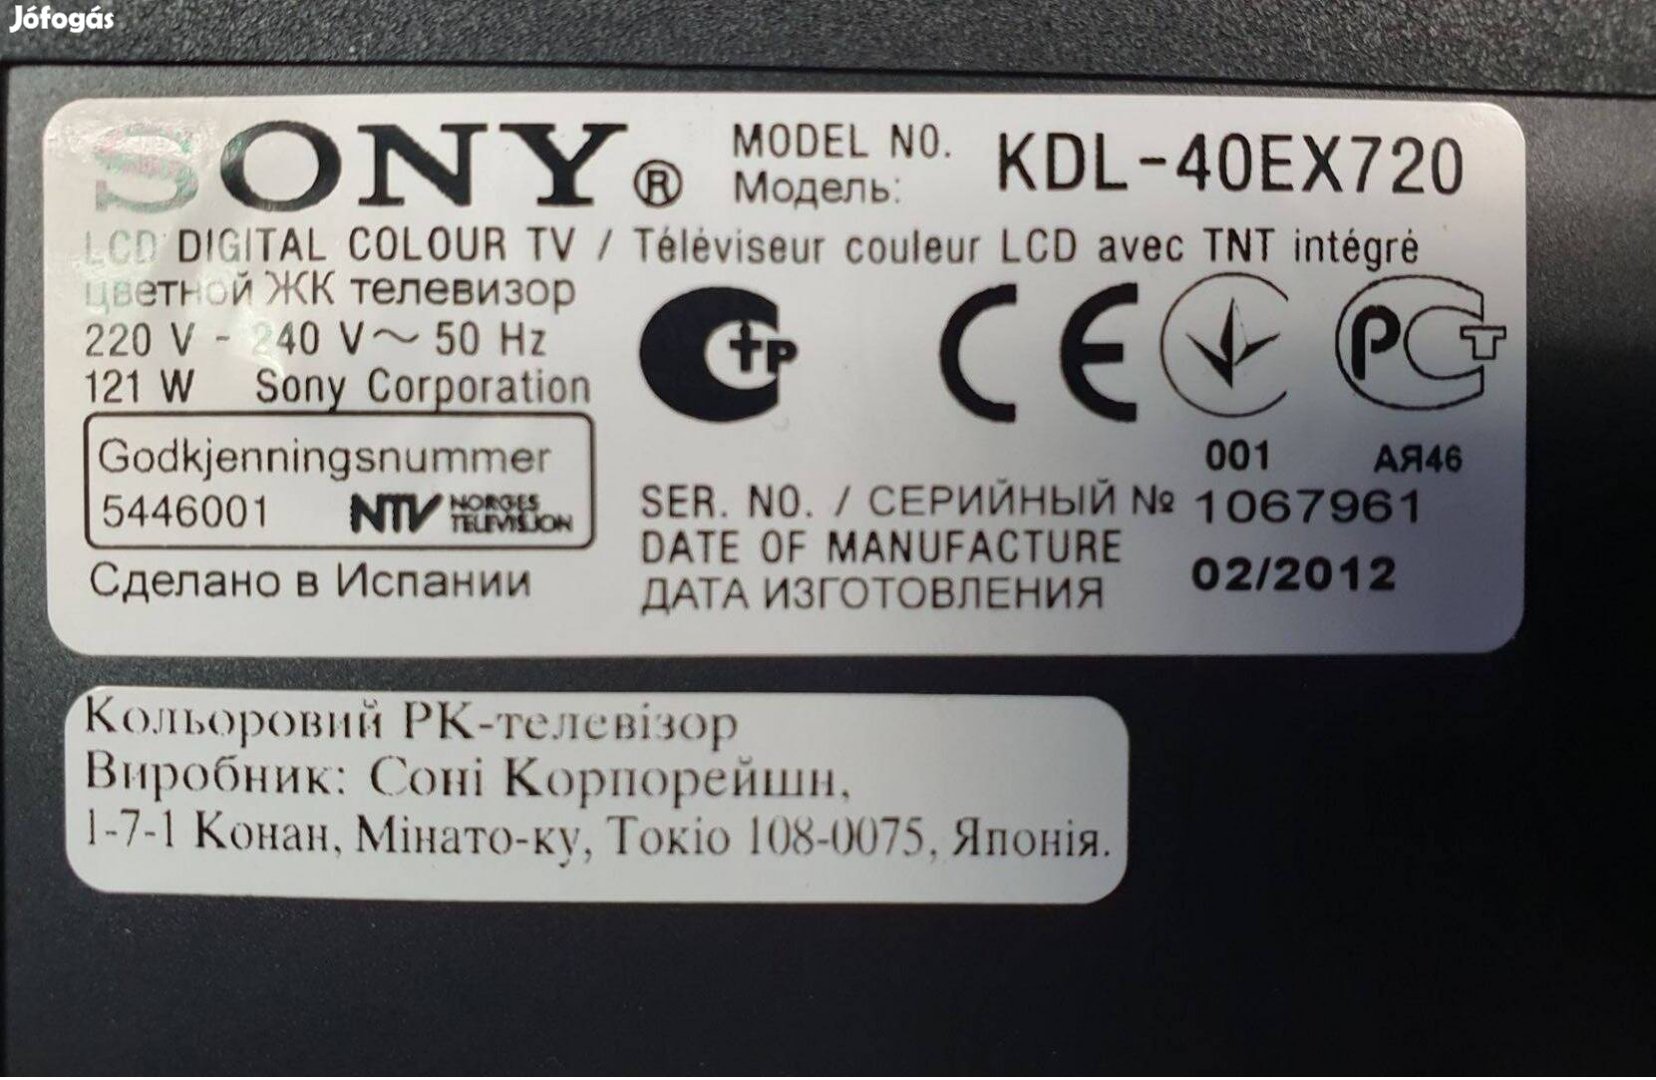 Jófogás
SONY®
MODEL NO. KDL-40EX720
Модель:
LCD DIGITAL COLOUR TV / Téléviseur couleur LCD avec TNT intégré
цветной ЖК телевизор
220 V - 240 V~ 50 Hz
121 W Sony Corporation
Godkjenningsnummer
5446001 NTV NORGES TELEVISJON
Сделано в Испании
CE
001 АЯ46
SER. NO. / СЕРИЙНЫЙ № 1067961
DATE OF MANUFACTURE
ДАТА ИЗГОТОВЛЕНИЯ 02/2012
Кольоровий РК-телевізор
Виробник: Соні Корпорейшн,
1-7-1 Конан, Мінато-ку, Токіо 108-0075, Японія.